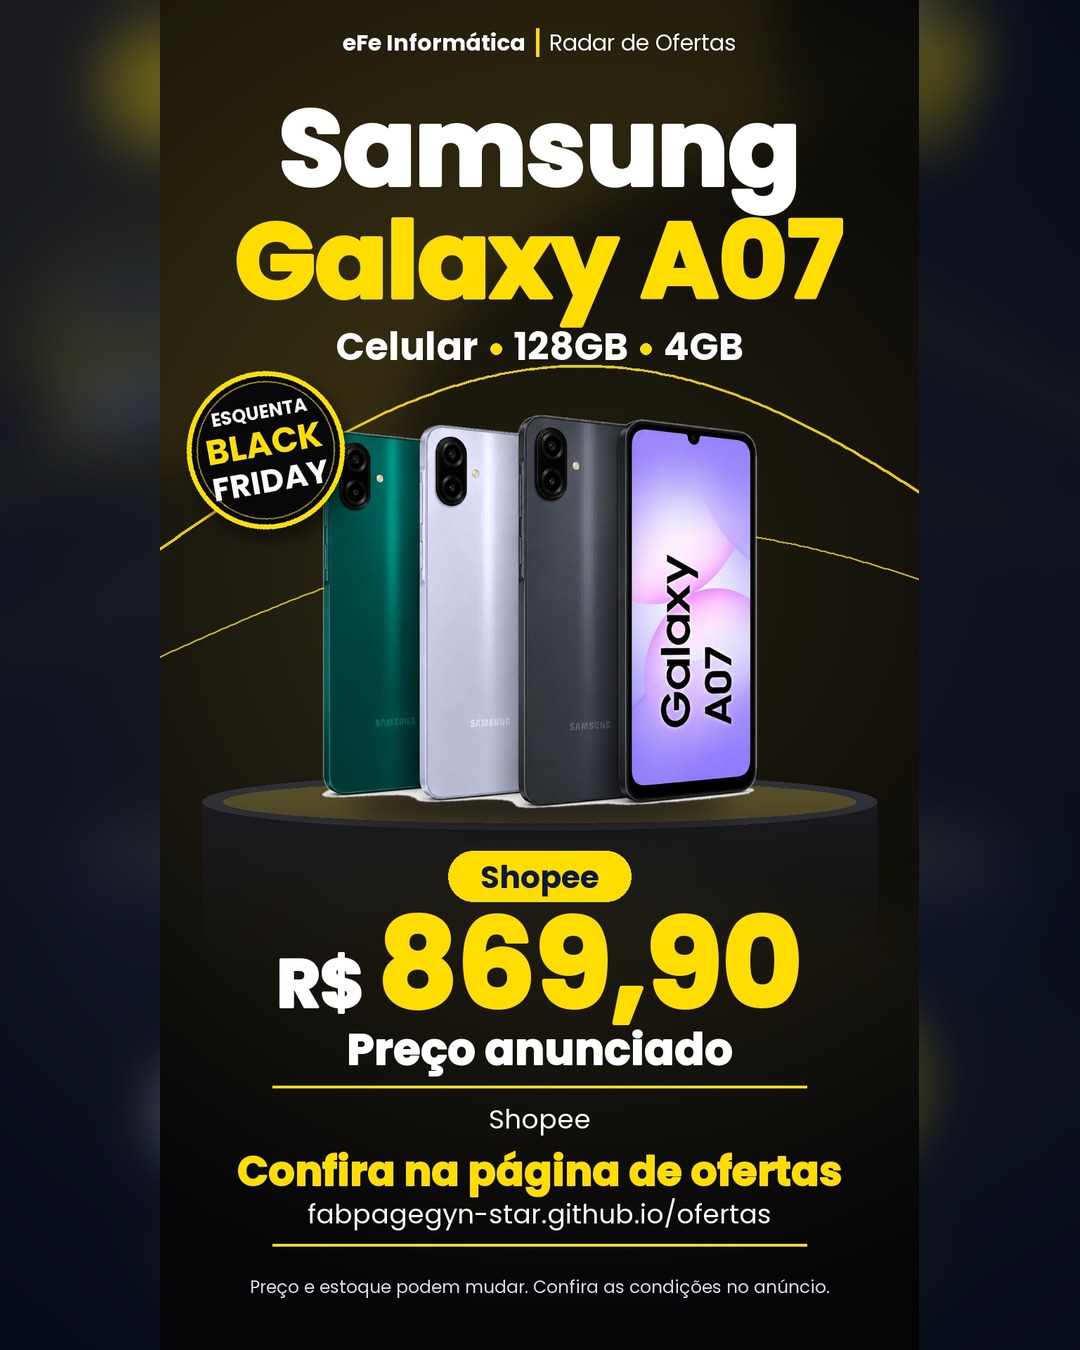 eFe Informática | Radar de Ofertas
Samsung
Galaxy A07
Celular • 128GB • 4GB
ESQUENTA
BLACK
FRIDAY
SAMSUNG
SAMSUNG
SAMSUNG
Galaxy
A07
Shopee
R$ 869,90
Preço anunciado
Shopee
Confira na página de ofertas
fabpagegyn-star.github.io/ofertas
Preço e estoque podem mudar. Confira as condições no anúncio.